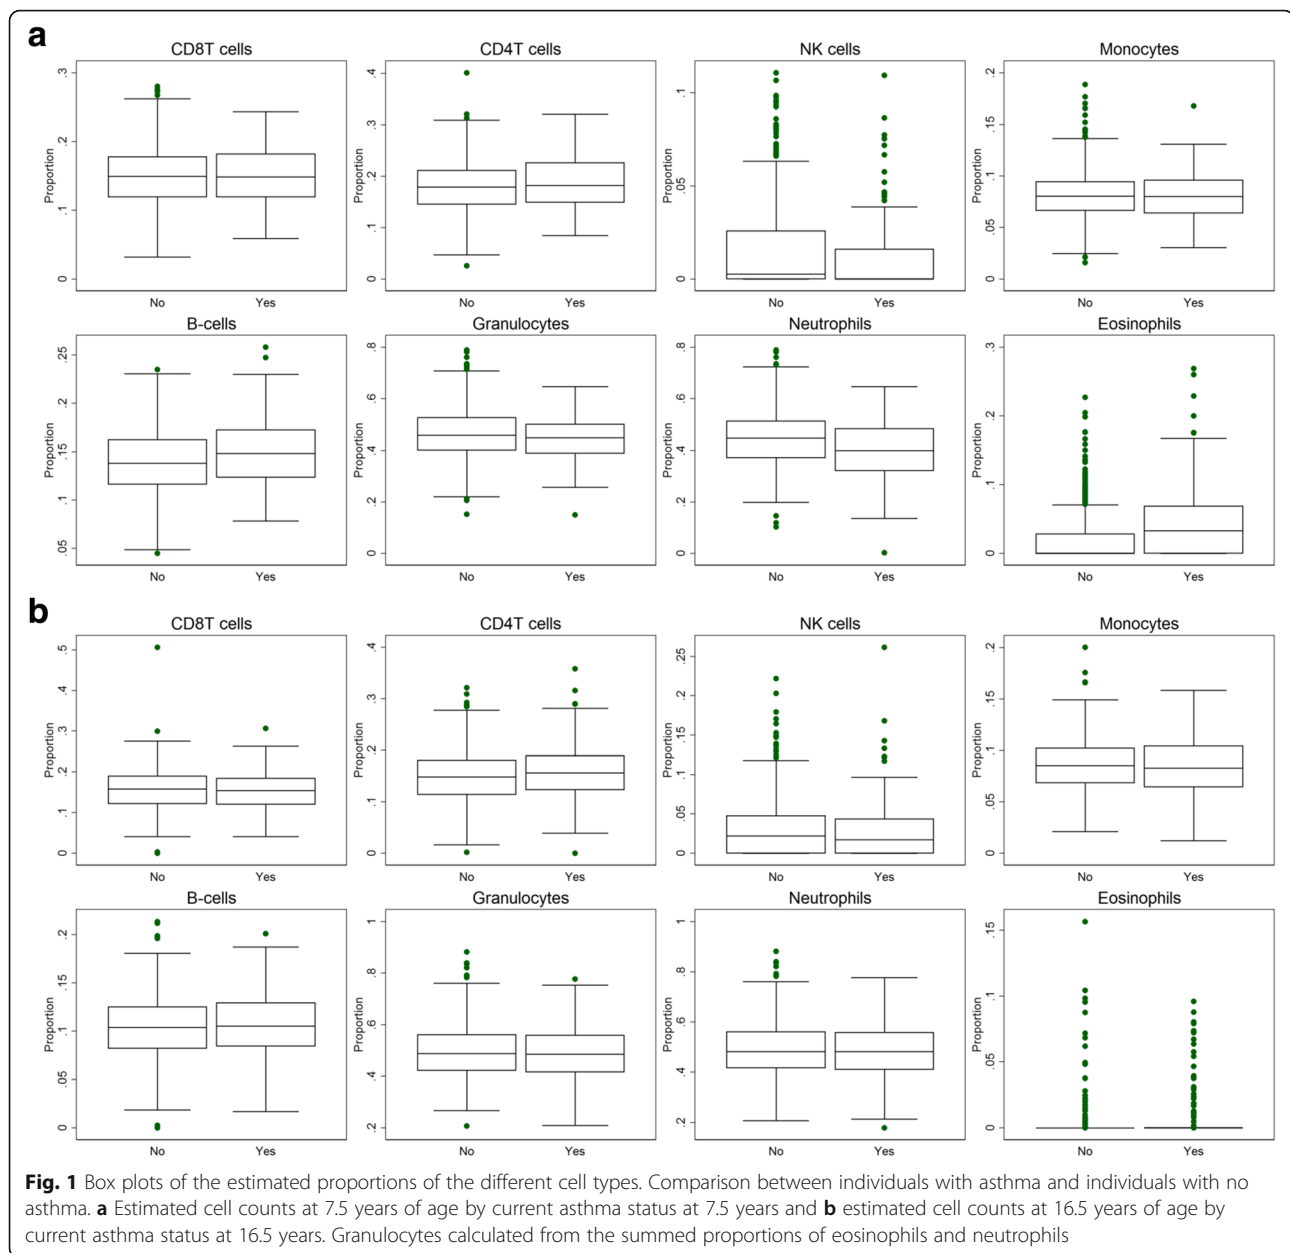 a
CD8T cells
CD4T cells
NK cells
Monocytes
Proportion
.3
.2
.1
0
No
Yes
Proportion
.4
.3
.2
.1
0
No
Yes
Proportion
.1
.05
0
No
Yes
Proportion
.2
.15
.1
.05
0
No
Yes
B-cells
Granulocytes
Neutrophils
Eosinophils
Proportion
.25
.2
.15
.1
.05
No
Yes
Proportion
.8
.6
.4
.2
0
No
Yes
Proportion
.8
.6
.4
.2
0
No
Yes
Proportion
.3
.2
.1
0
No
Yes
b
CD8T cells
CD4T cells
NK cells
Monocytes
Proportion
.5
.4
.3
.2
.1
0
No
Yes
Proportion
.4
.3
.2
.1
0
No
Yes
Proportion
.25
.2
.15
.1
.05
0
No
Yes
Proportion
.2
.15
.1
.05
0
No
Yes
B-cells
Granulocytes
Neutrophils
Eosinophils
Proportion
.2
.15
.1
.05
0
No
Yes
Proportion
1
.8
.6
.4
.2
No
Yes
Proportion
1
.8
.6
.4
.2
No
Yes
Proportion
.15
.1
.05
0
No
Yes
Fig. 1 Box plots of the estimated proportions of the different cell types. Comparison between individuals with asthma and individuals with no
asthma. a Estimated cell counts at 7.5 years of age by current asthma status at 7.5 years and b estimated cell counts at 16.5 years of age by
current asthma status at 16.5 years. Granulocytes calculated from the summed proportions of eosinophils and neutrophils